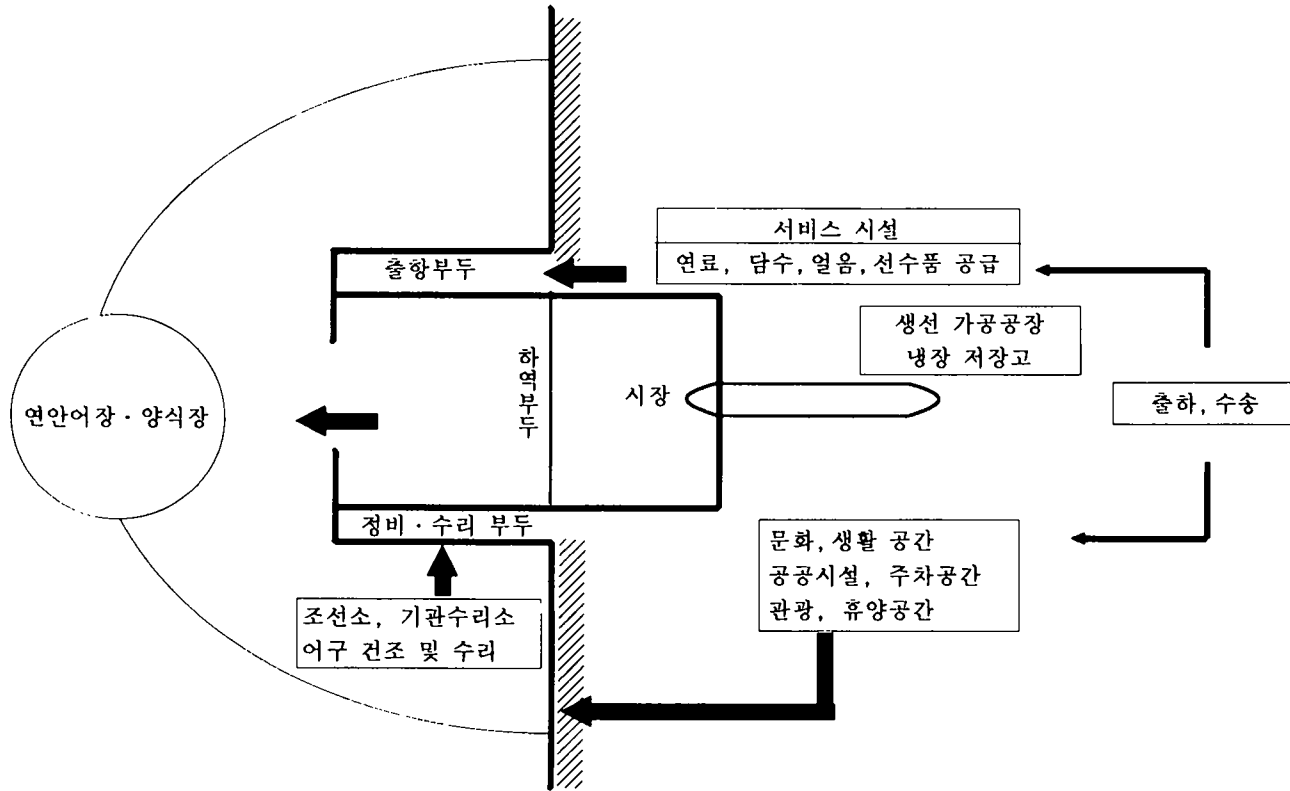 서비스 시설
연료, 담수, 얼음, 선수품 공급
출항부두
생선 가공공장
냉장 저장고
하역부두
시장
출하, 수송
연안어장 · 양식장
정비 · 수리 부두
문화, 생활 공간
공공시설, 주차공간
관광, 휴양공간
조선소, 기관수리소
어구 건조 및 수리